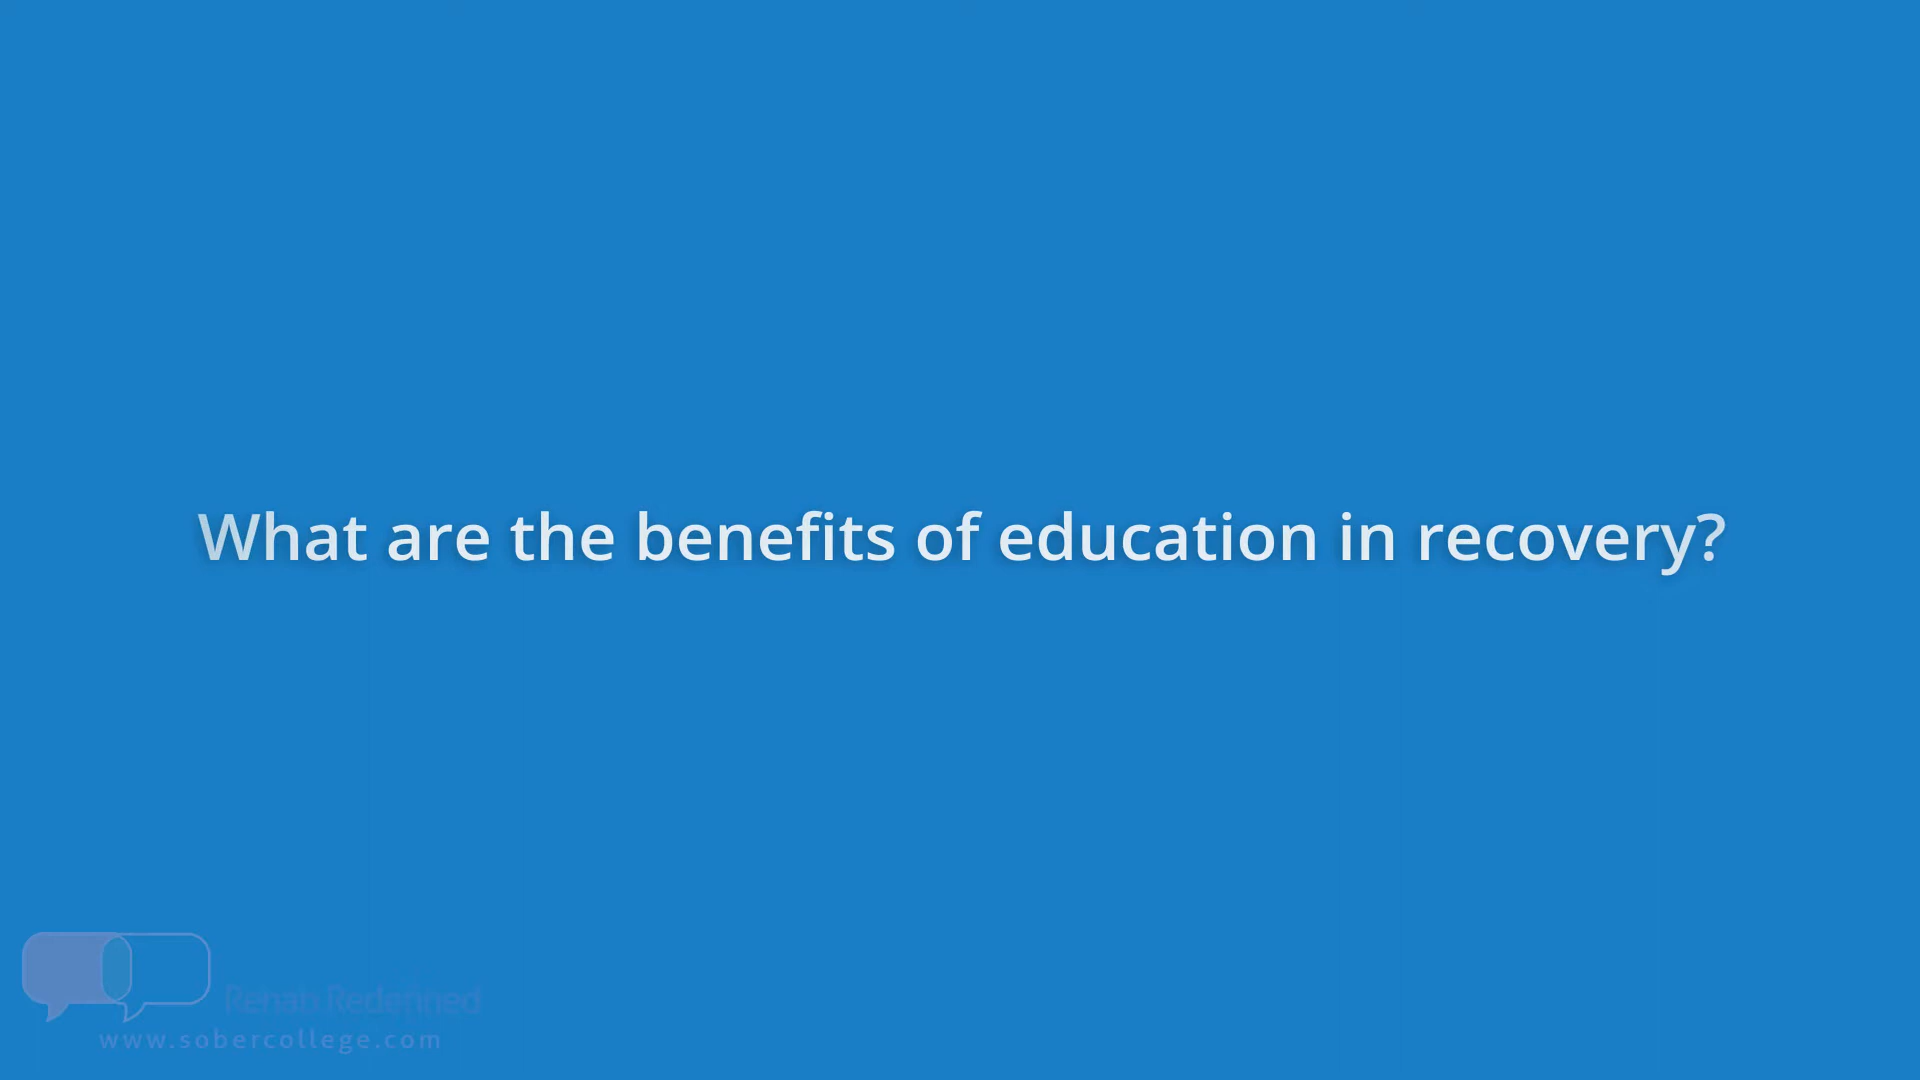 What are the benefits of education in recovery?
Rehab Redefined
www.sobercollege.com